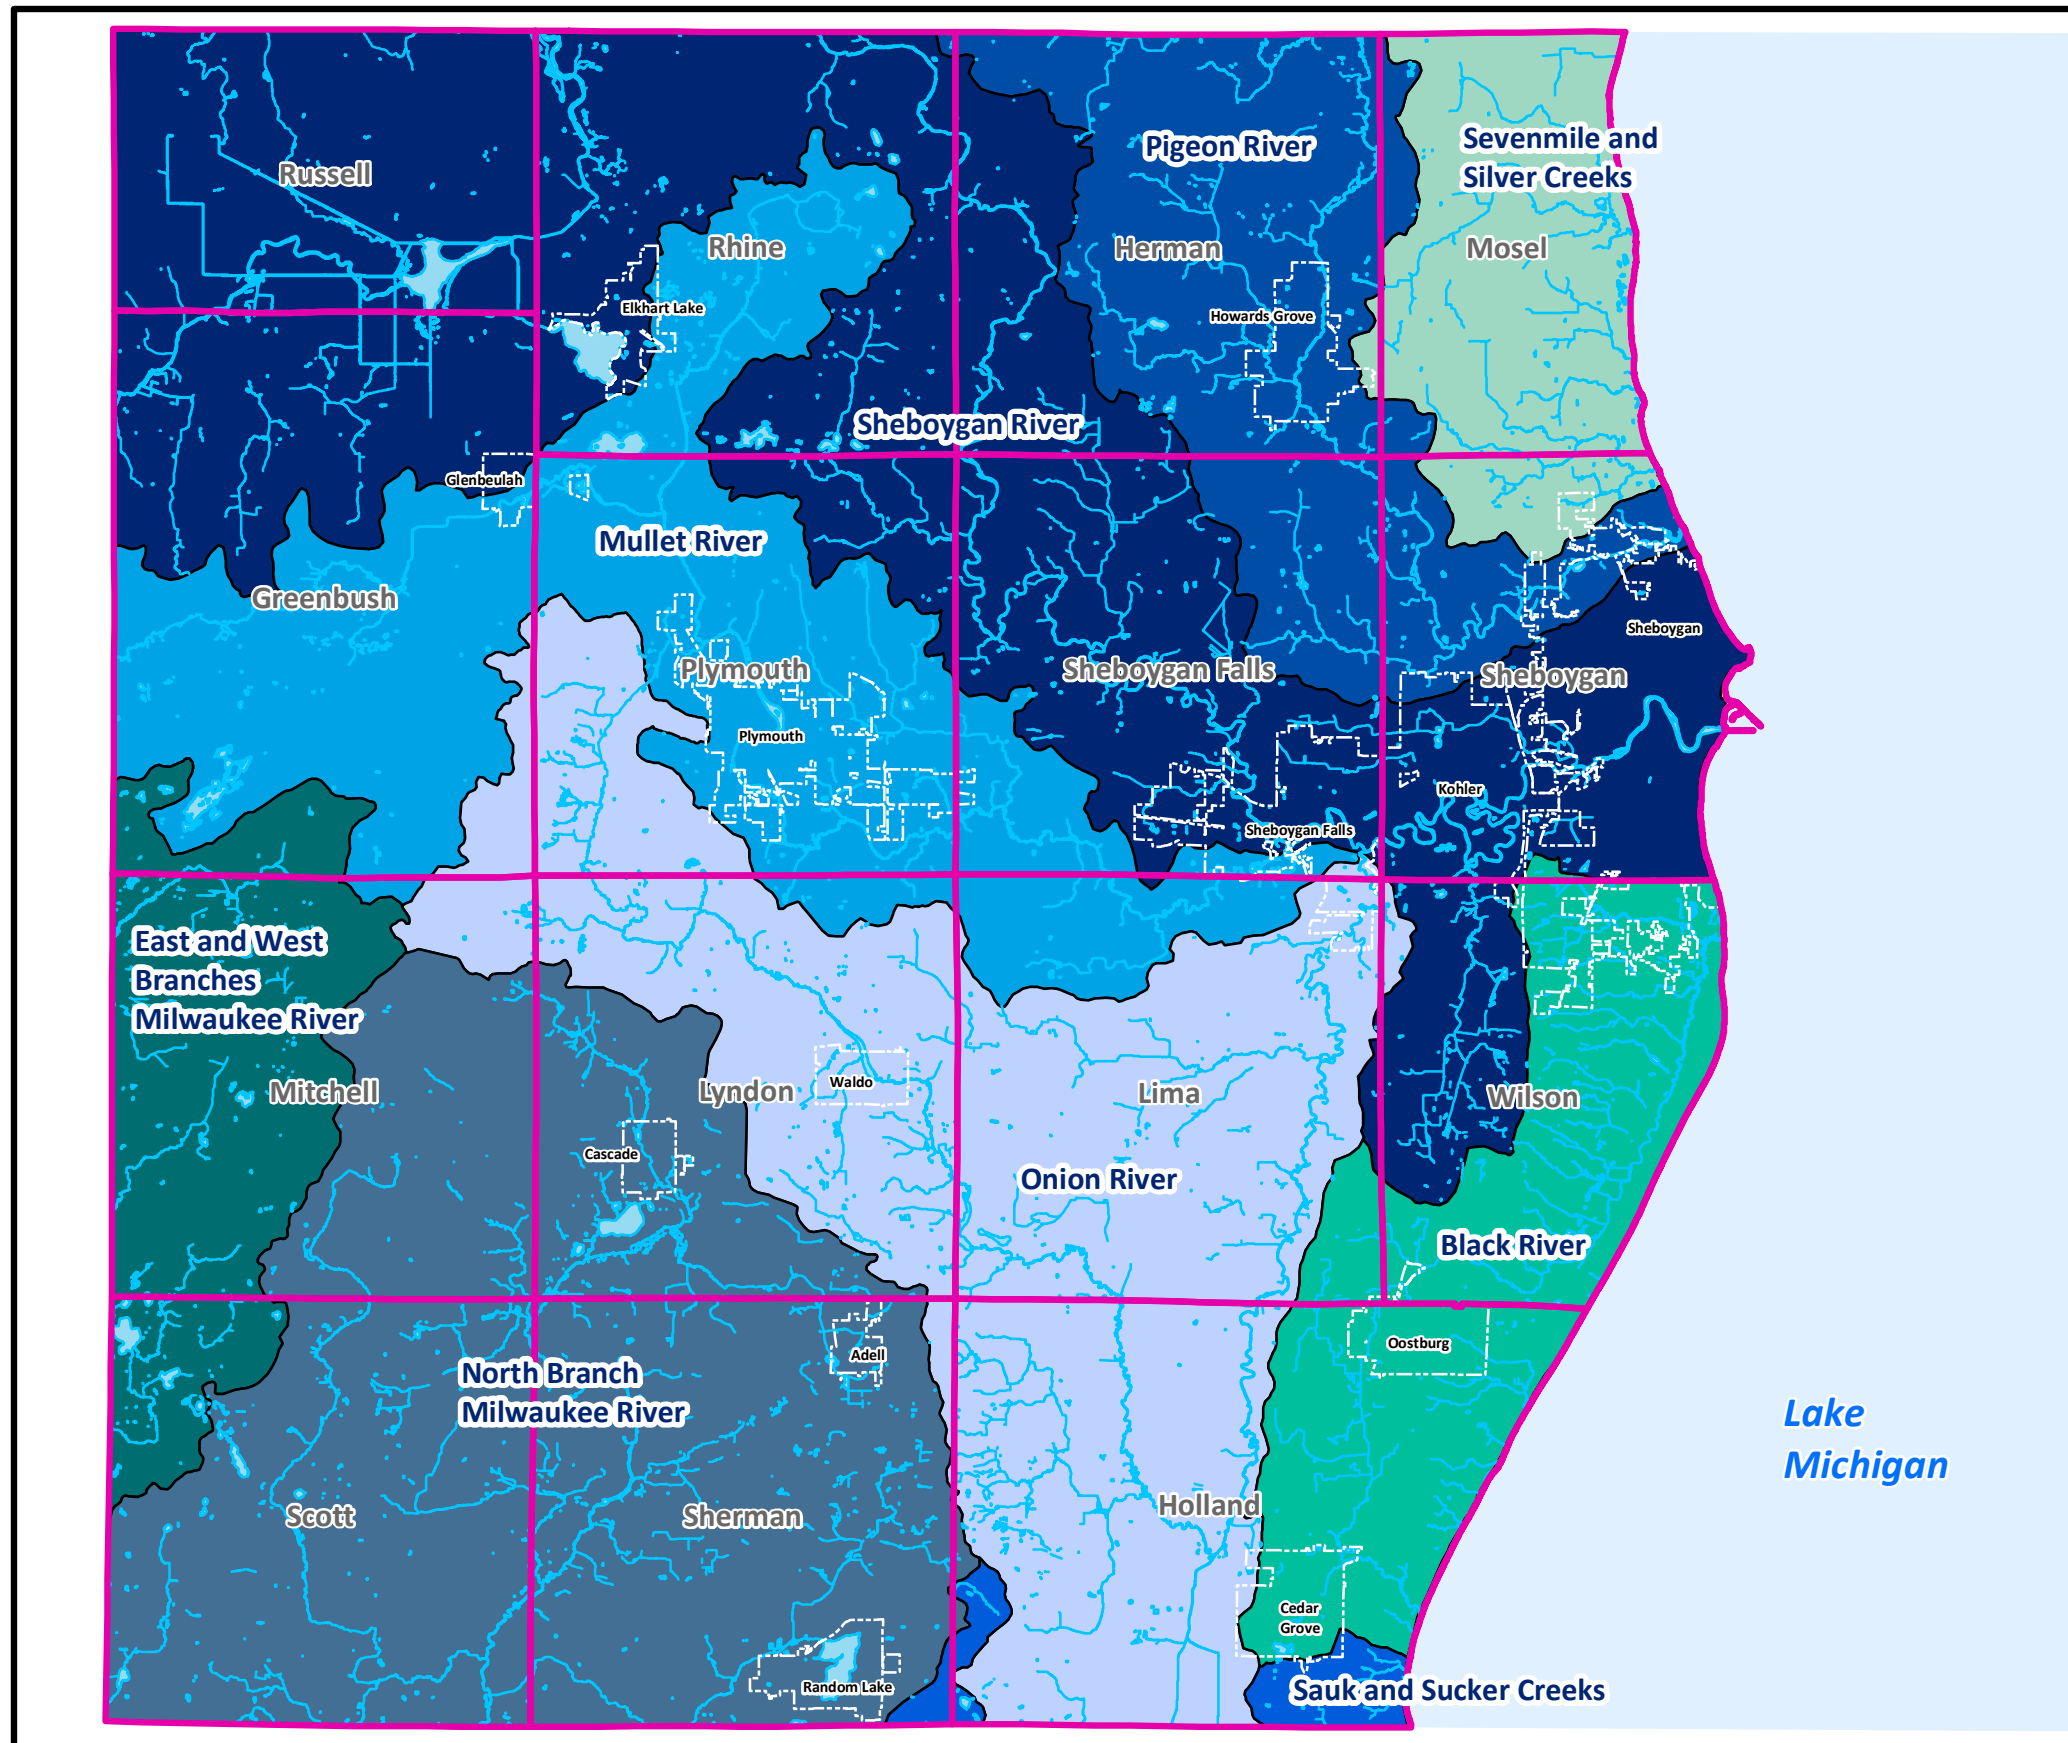 Pigeon River
Sevenmile and
Silver Creeks
Russell
Rhine
Herman
Mosel
Elkhart Lake
Howards Grove
Sheboygan River
Glenbeulah
Mullet River
Greenbush
Sheboygan
Plymouth
Sheboygan Falls
Sheboygan
Plymouth
Kohler
Sheboygan Falls
East and West
Branches
Milwaukee River
Mitchell
Lyndon
Waldo
Lima
Wilson
Cascade
Onion River
Black River
Oostburg
Adell
North Branch
Milwaukee River
Lake
Michigan
Scott
Sherman
Holland
Cedar
Grove
Random Lake
Sauk and Sucker Creeks